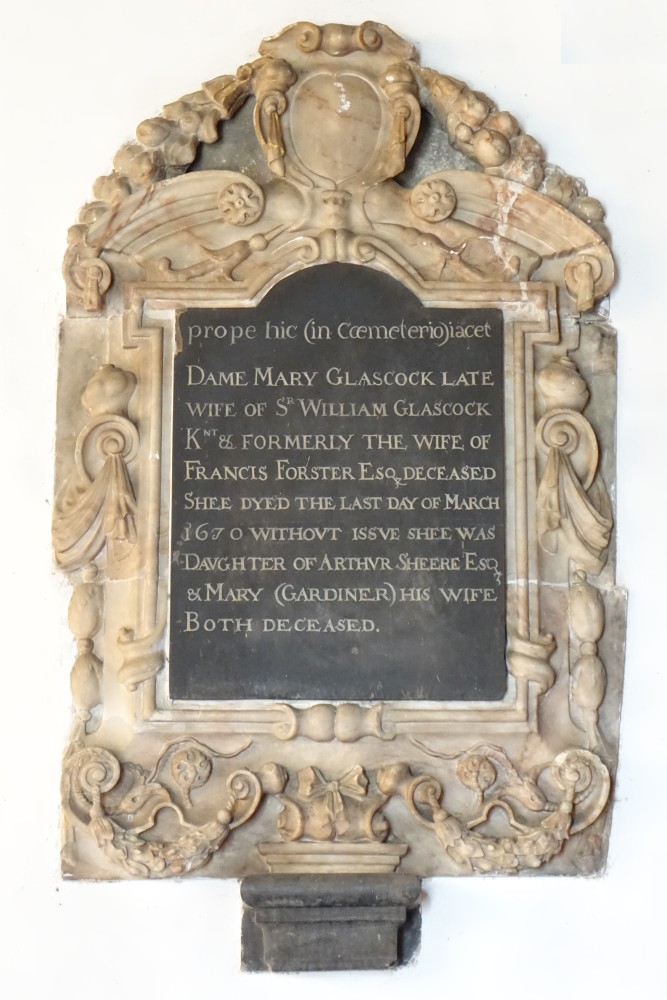 prope hic (in Cœmeterio) iacet
DAME MARY GLASCOCK LATE
WIFE OF Sᴿ WILLIAM GLASCOCK
Kᴺᵀ & FORMERLY THE WIFE OF
FRANCIS FORSTER ESQ, DECEASED
SHEE DYED THE LAST DAY OF MARCH
1670 WITHOVT ISSVE SHEE WAS
DAVGHTER OF ARTHVR SHEERE ESQ
& MARY (GARDINER) HIS WIFE
BOTH DECEASED.